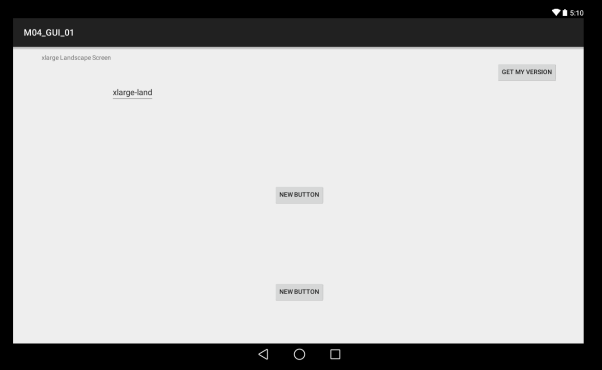 5:10
M04_GUI_01
xlarge Landscape Screen
GET MY VERSION
xlarge-land
NEW BUTTON
NEW BUTTON